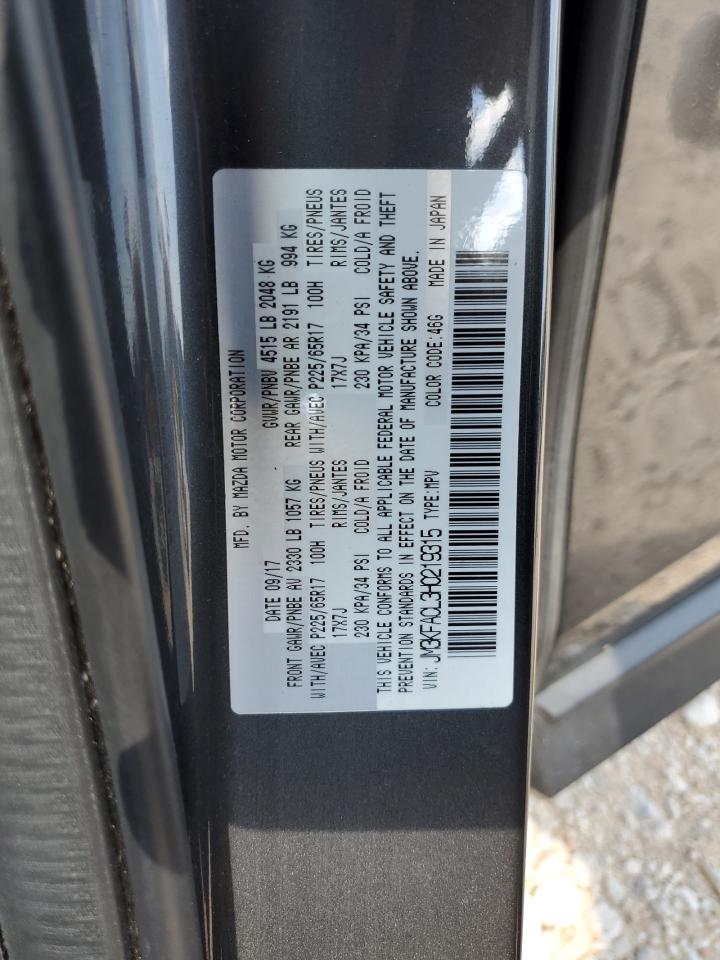 MFD. BY MAZDA MOTOR CORPORATION
DATE 09/17 GVWR/PNBV 4515 LB 2048 KG
FRONT GAWR/PNBE AV 2330 LB 1057 KG REAR GAWR/PNBE AR 2191 LB 994 KG
WITH/AVEC P225/65R17 100H TIRES/PNEUS WITH/AVEC P225/65R17 100H TIRES/PNEUS
17X7J RIMS/JANTES 17X7J RIMS/JANTES
230 KPA/34 PSI COLD/A FROID 230 KPA/34 PSI COLD/A FROID
THIS VEHICLE CONFORMS TO ALL APPLICABLE FEDERAL MOTOR VEHICLE SAFETY AND THEFT
PREVENTION STANDARDS IN EFFECT ON THE DATE OF MANUFACTURE SHOWN ABOVE.
VIN: JM3KFACL3H0219315 TYPE:MPV COLOR CODE:46G MADE IN JAPAN